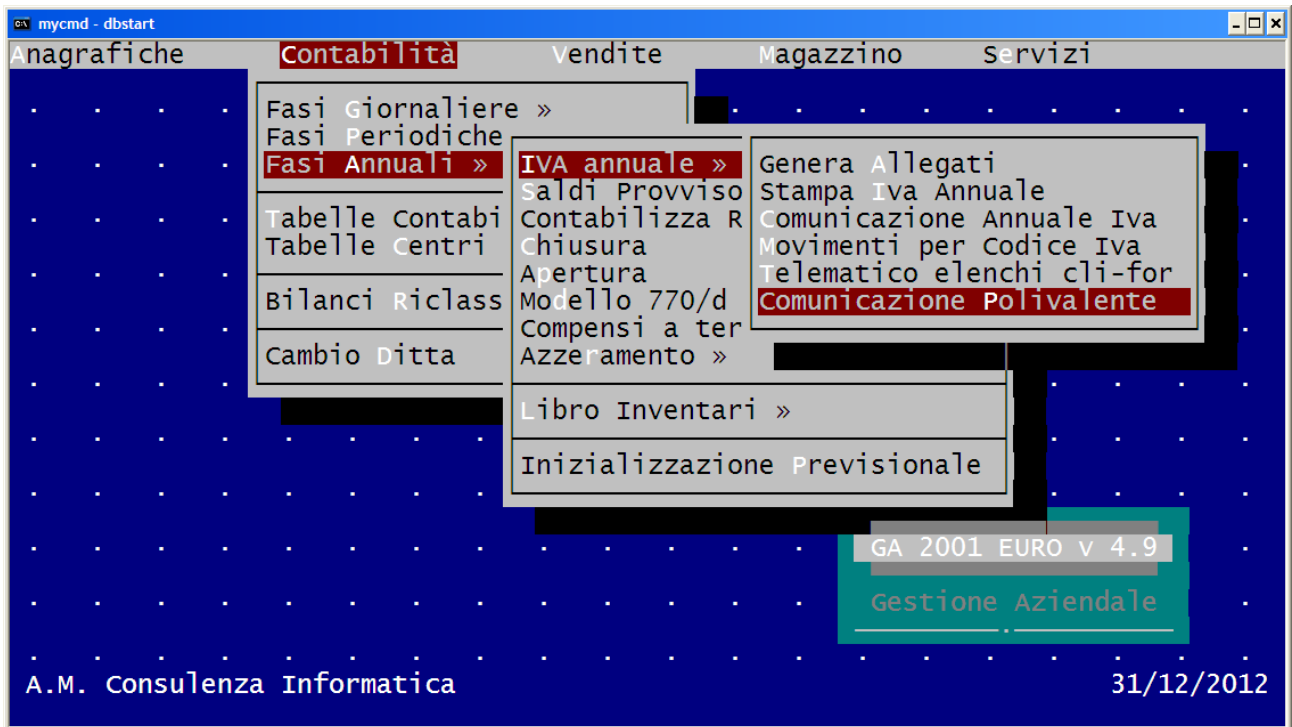 mycmd - dbstart
Anagrafiche Contabilità Vendite Magazzino Servizi
Fasi Giornaliere »
Fasi Periodiche
Fasi Annuali »
Tabelle Contabi
Tabelle Centri
Bilanci Riclass
Cambio Ditta
IVA annuale »
Saldi Provviso
Contabilizza R
Chiusura
Apertura
Modello 770/d
Compensi a ter
Azzeramento »
Libro Inventari »
Inizializzazione Previsionale
Genera Allegati
Stampa Iva Annuale
Comunicazione Annuale Iva
Movimenti per Codice Iva
Telematico elenchi cli-for
Comunicazione Polivalente
GA 2001 EURO v 4.9
Gestione Aziendale
A.M. Consulenza Informatica 31/12/2012